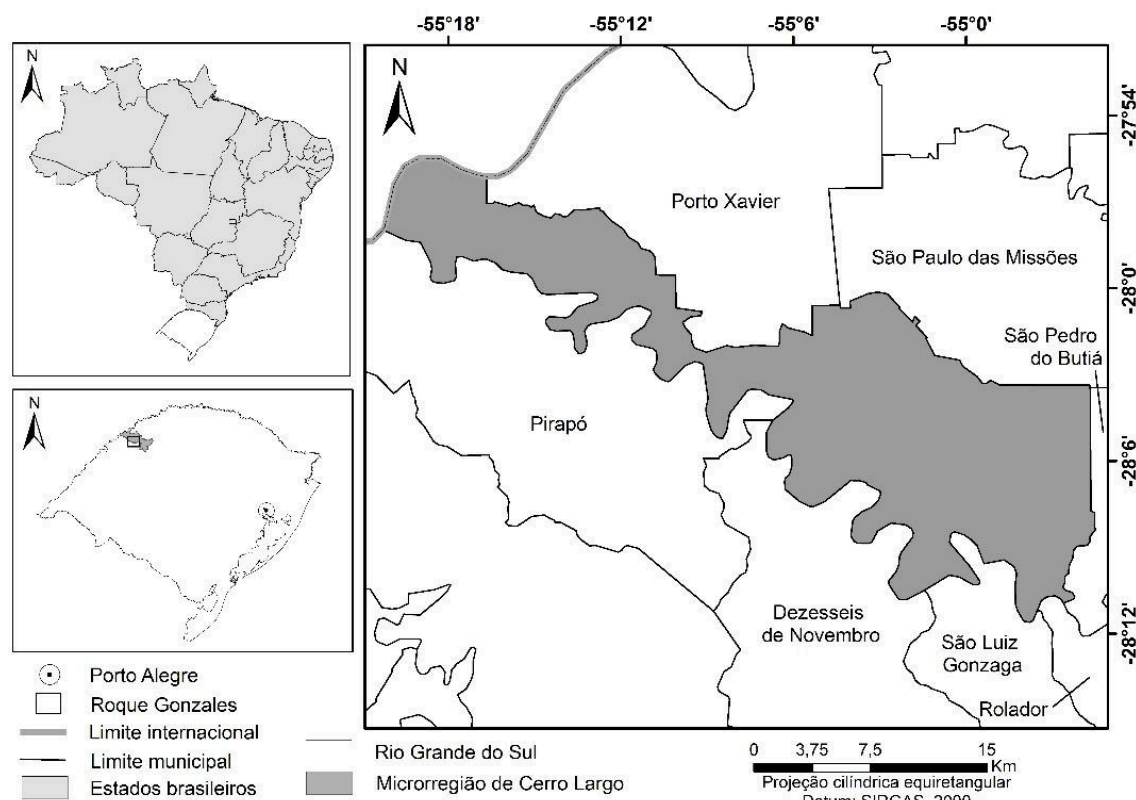 -55°18'
-55°12'
-55°6'
-55°0'
N
N
N
-27°54'
-28°0'
-28°6'
-28°12'
Porto Xavier
São Paulo das Missões
São Pedro
do Butiá
Pirapó
Dezesseis
de Novembro
São Luiz
Gonzaga
Rolador
Porto Alegre
Roque Gonzales
Limite internacional
Limite municipal
Estados brasileiros
Rio Grande do Sul
Microrregião de Cerro Largo
0 3,75 7,5 15
Km
Projeção cilíndrica equiretangular
Datum: SIRGAS, 2000